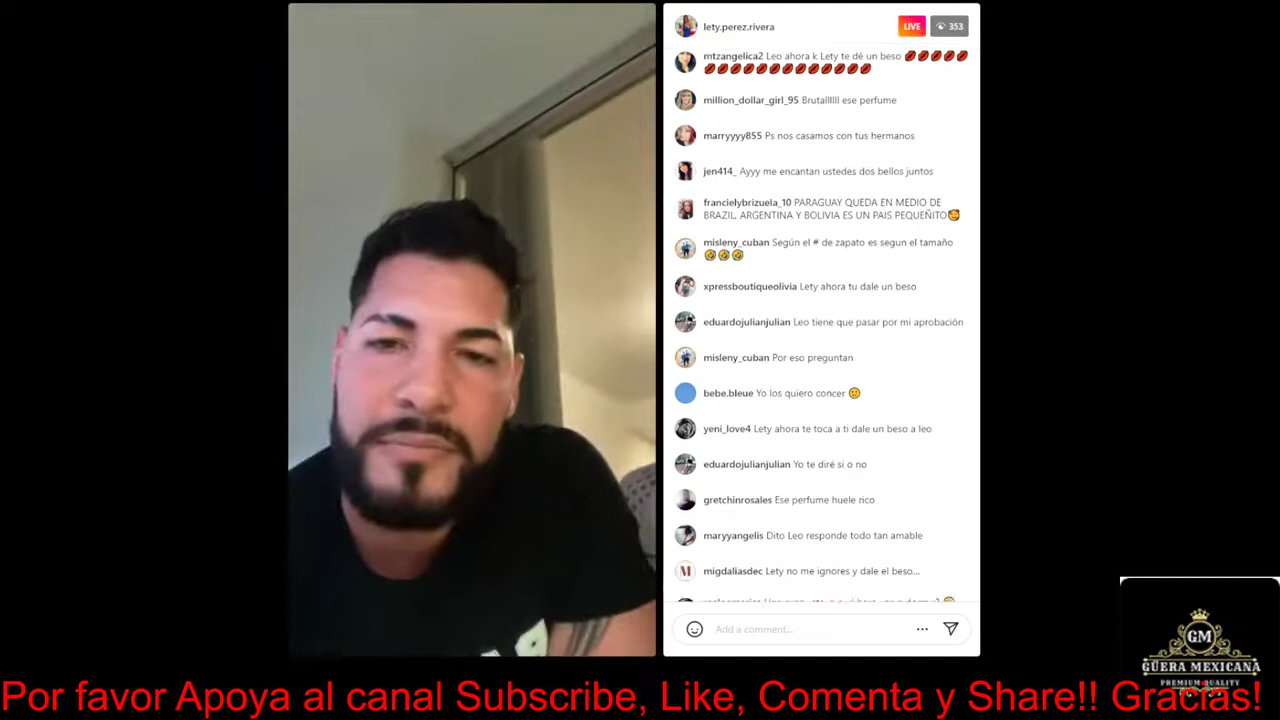 lety.perez.rivera
LIVE
353
mtzangelica2 Leo ahora k Lety te dé un beso
million_dollar_girl_95 Brutallllll ese perfume
marryyyy855 Ps nos casamos con tus hermanos
jen414_ Ayyy me encantan ustedes dos bellos juntos
francielybrizuela_10 PARAGUAY QUEDA EN MEDIO DE
BRAZIL, ARGENTINA Y BOLIVIA ES UN PAIS PEQUEÑITO
misleny_cuban Según el # de zapato es segun el tamaño
xpressboutiqueolivia Lety ahora tu dale un beso
eduardojulianjulian Leo tiene que pasar por mi aprobación
misleny_cuban Por eso preguntan
bebe.bleue Yo los quiero concer
yeni_love4 Lety ahora te toca a ti dale un beso a leo
eduardojulianjulian Yo te diré si o no
gretchinrosales Ese perfume huele rico
maryyangelis Dito Leo responde todo tan amable
M
migdaliasdec Lety no me ignores y dale el beso...
Add a comment...
GM
GÜERA MEXICANA
PREMIUM QUALITY
Por favor Apoya al canal Subscribe, Like, Comenta y Share!! Gracias!